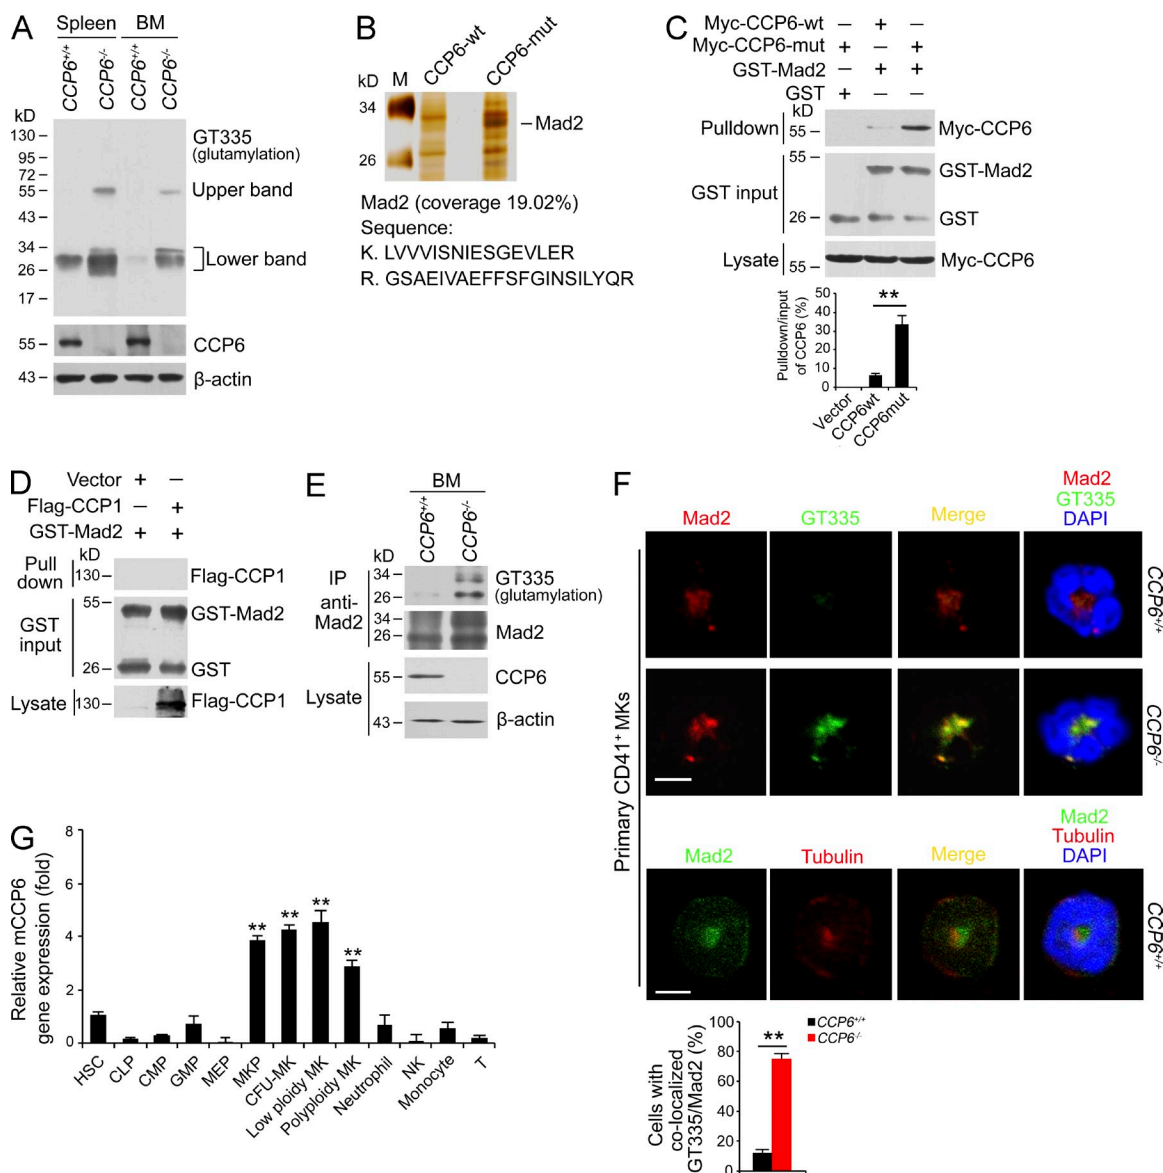 A
Spleen BM
CCP6+/+ CCP6-/- CCP6+/+ CCP6-/-
kD
130
95
72
55
43
34
26
17
GT335
(glutamylation)
Upper band
Lower band
55 CCP6
43 β-actin
B
CCP6-wt CCP6-mut
kD M
34
26
Mad2
Mad2 (coverage 19.02%)
Sequence:
K. LVVVISNIESGEVLER
R. GSAEIVAEFFSFGINSILYQR
C
Myc-CCP6-wt – + –
Myc-CCP6-mut + – +
GST-Mad2 – + +
GST + – –
kD
Pulldown 55 Myc-CCP6
GST input 55 GST-Mad2
26 GST
Lysate 55 Myc-CCP6
Pulldown/input
of CCP6 (%)
50
40
30
20
10
0
**
Vector CCP6wt CCP6mut
D
Vector + –
Flag-CCP1 – +
GST-Mad2 + +
kD
Pull
down
130 Flag-CCP1
GST
input
55 GST-Mad2
26 GST
Lysate 130 Flag-CCP1
E
BM
CCP6+/+ CCP6-/-
kD
IP
anti-
Mad2
34
26
GT335
(glutamylation)
34
26
Mad2
Lysate
55 CCP6
43 β-actin
F
Mad2 GT335 Merge
Mad2
GT335
DAPI
CCP6+/+
CCP6-/-
Primary CD41+ MKs
Mad2 Tubulin Merge
Mad2
Tubulin
DAPI
CCP6+/+
Cells with
co-localized
GT335/Mad2 (%)
100
80
60
40
20
0
**
CCP6+/+
CCP6-/-
G
Relative mCCP6
gene expression (fold)
8
6
4
2
0
** ** ** **
HSC CLP CMP GMP MEP MKP CFU-MK Low ploidy MK Polyploidy MK Neutrophil NK Monocyte T